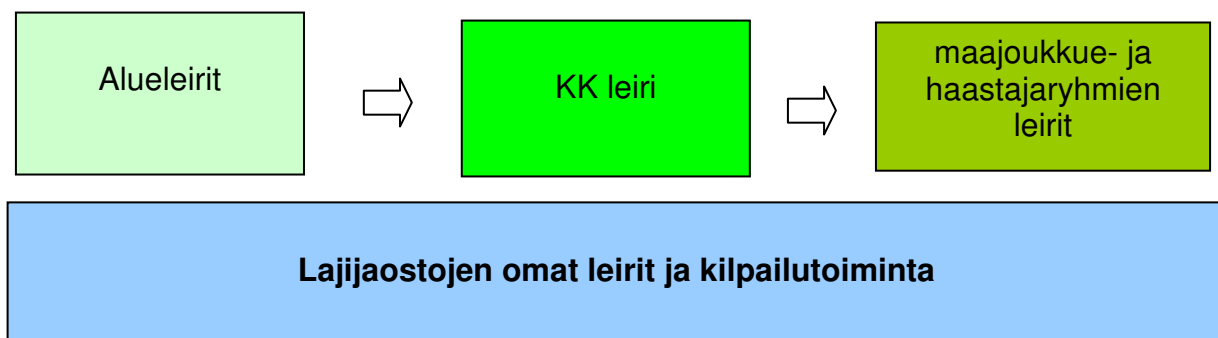 Alueleirit
KK leiri
maajoukkue- ja
haastajaryhmien
leirit
Lajijaostojen omat leirit ja kilpailutoiminta